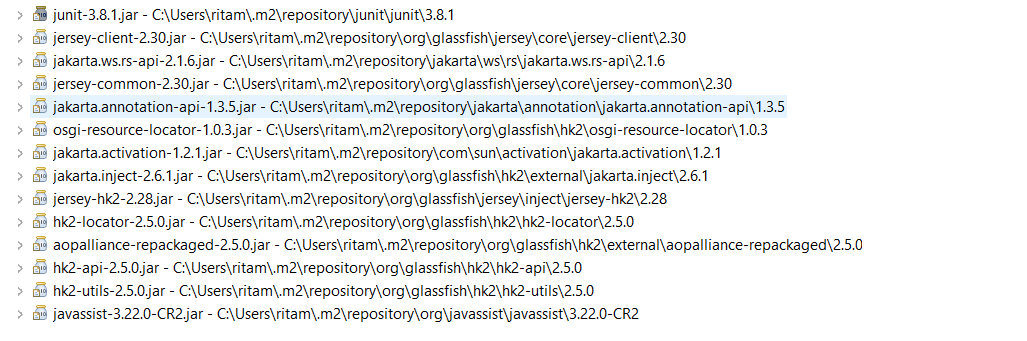 junit-3.8.1.jar - C:\Users\ritam\.m2\repository\junit\junit\3.8.1
jersey-client-2.30.jar - C:\Users\ritam\.m2\repository\org\glassfish\jersey\core\jersey-client\2.30
jakarta.ws.rs-api-2.1.6.jar - C:\Users\ritam\.m2\repository\jakarta\ws\rs\jakarta.ws.rs-api\2.1.6
jersey-common-2.30.jar - C:\Users\ritam\.m2\repository\org\glassfish\jersey\core\jersey-common\2.30
jakarta.annotation-api-1.3.5.jar - C:\Users\ritam\.m2\repository\jakarta\annotation\jakarta.annotation-api\1.3.5
osgi-resource-locator-1.0.3.jar - C:\Users\ritam\.m2\repository\org\glassfish\hk2\osgi-resource-locator\1.0.3
jakarta.activation-1.2.1.jar - C:\Users\ritam\.m2\repository\com\sun\activation\jakarta.activation\1.2.1
jakarta.inject-2.6.1.jar - C:\Users\ritam\.m2\repository\org\glassfish\hk2\external\jakarta.inject\2.6.1
jersey-hk2-2.28.jar - C:\Users\ritam\.m2\repository\org\glassfish\jersey\inject\jersey-hk2\2.28
hk2-locator-2.5.0.jar - C:\Users\ritam\.m2\repository\org\glassfish\hk2\hk2-locator\2.5.0
aopalliance-repackaged-2.5.0.jar - C:\Users\ritam\.m2\repository\org\glassfish\hk2\external\aopalliance-repackaged\2.5.0
hk2-api-2.5.0.jar - C:\Users\ritam\.m2\repository\org\glassfish\hk2\hk2-api\2.5.0
hk2-utils-2.5.0.jar - C:\Users\ritam\.m2\repository\org\glassfish\hk2\hk2-utils\2.5.0
javassist-3.22.0-CR2.jar - C:\Users\ritam\.m2\repository\org\javassist\javassist\3.22.0-CR2